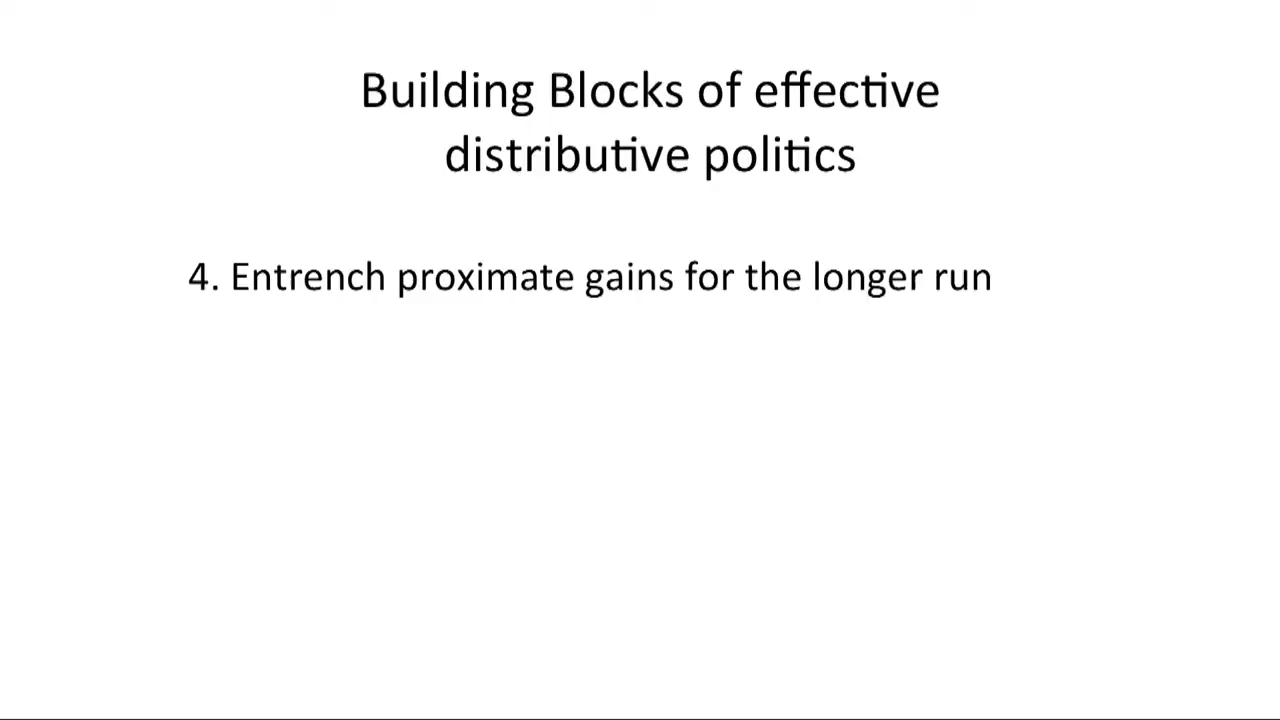 Building Blocks of effective
distributive politics
4. Entrench proximate gains for the longer run